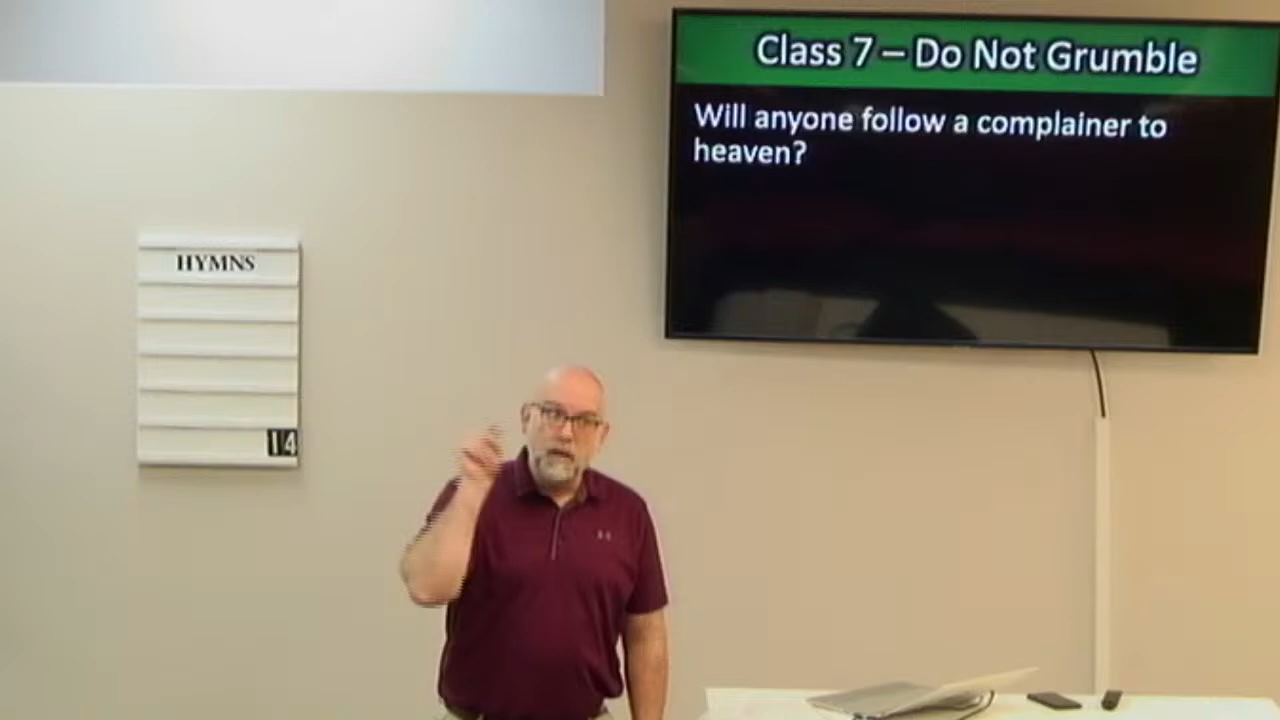 Class 7 – Do Not Grumble
Will anyone follow a complainer to
heaven?
HYMNS
14